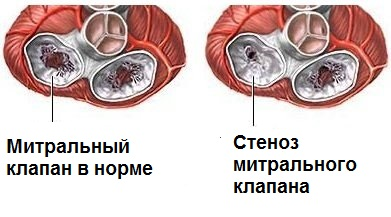 Митральный
клапан в норме
Стеноз
митрального
клапана